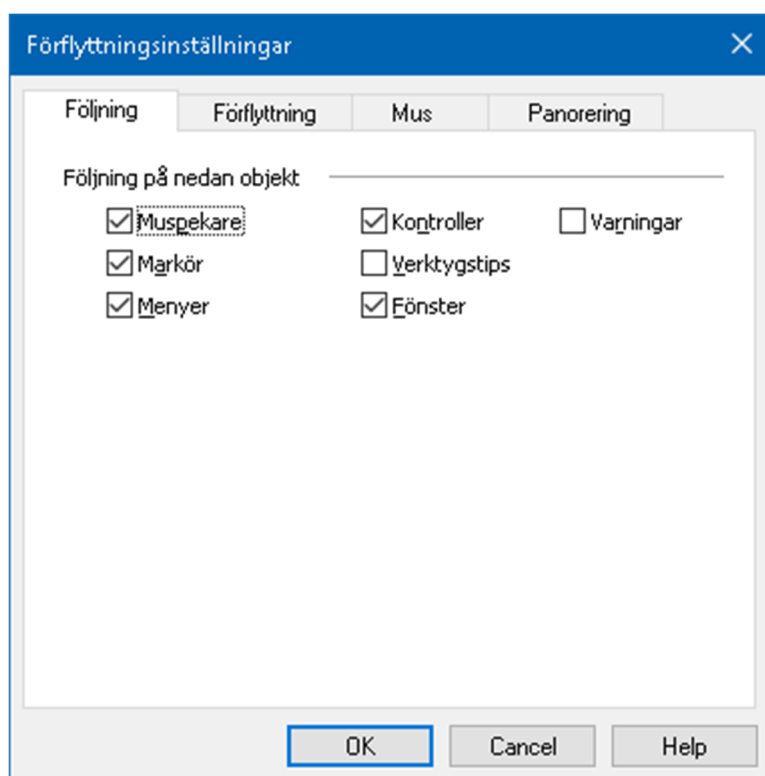 Förflyttningsinställningar
Följning Förflyttning Mus Panorering
Följning på nedan objekt
Muspekare Kontroller Varningar
Markör Verktygstips
Menyer Fönster
OK Cancel Help